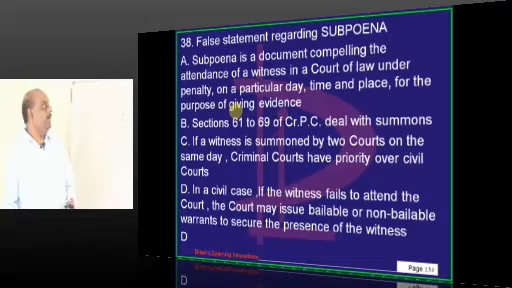 38. False statement regarding SUBPOENA
A. Subpoena is a document compelling the
attendance of a witness in a Court of law under
penalty, on a particular day, time and place, for the
purpose of giving evidence
B. Sections 61 to 69 of Cr.P.C. deal with summons
C. If a witness is summoned by two Courts on the
same day , Criminal Courts have priority over civil
Courts
D. In a civil case ,If the witness fails to attend the
Court , the Court may issue bailable or non-bailable
warrants to secure the presence of the witness
D
Page 134
D